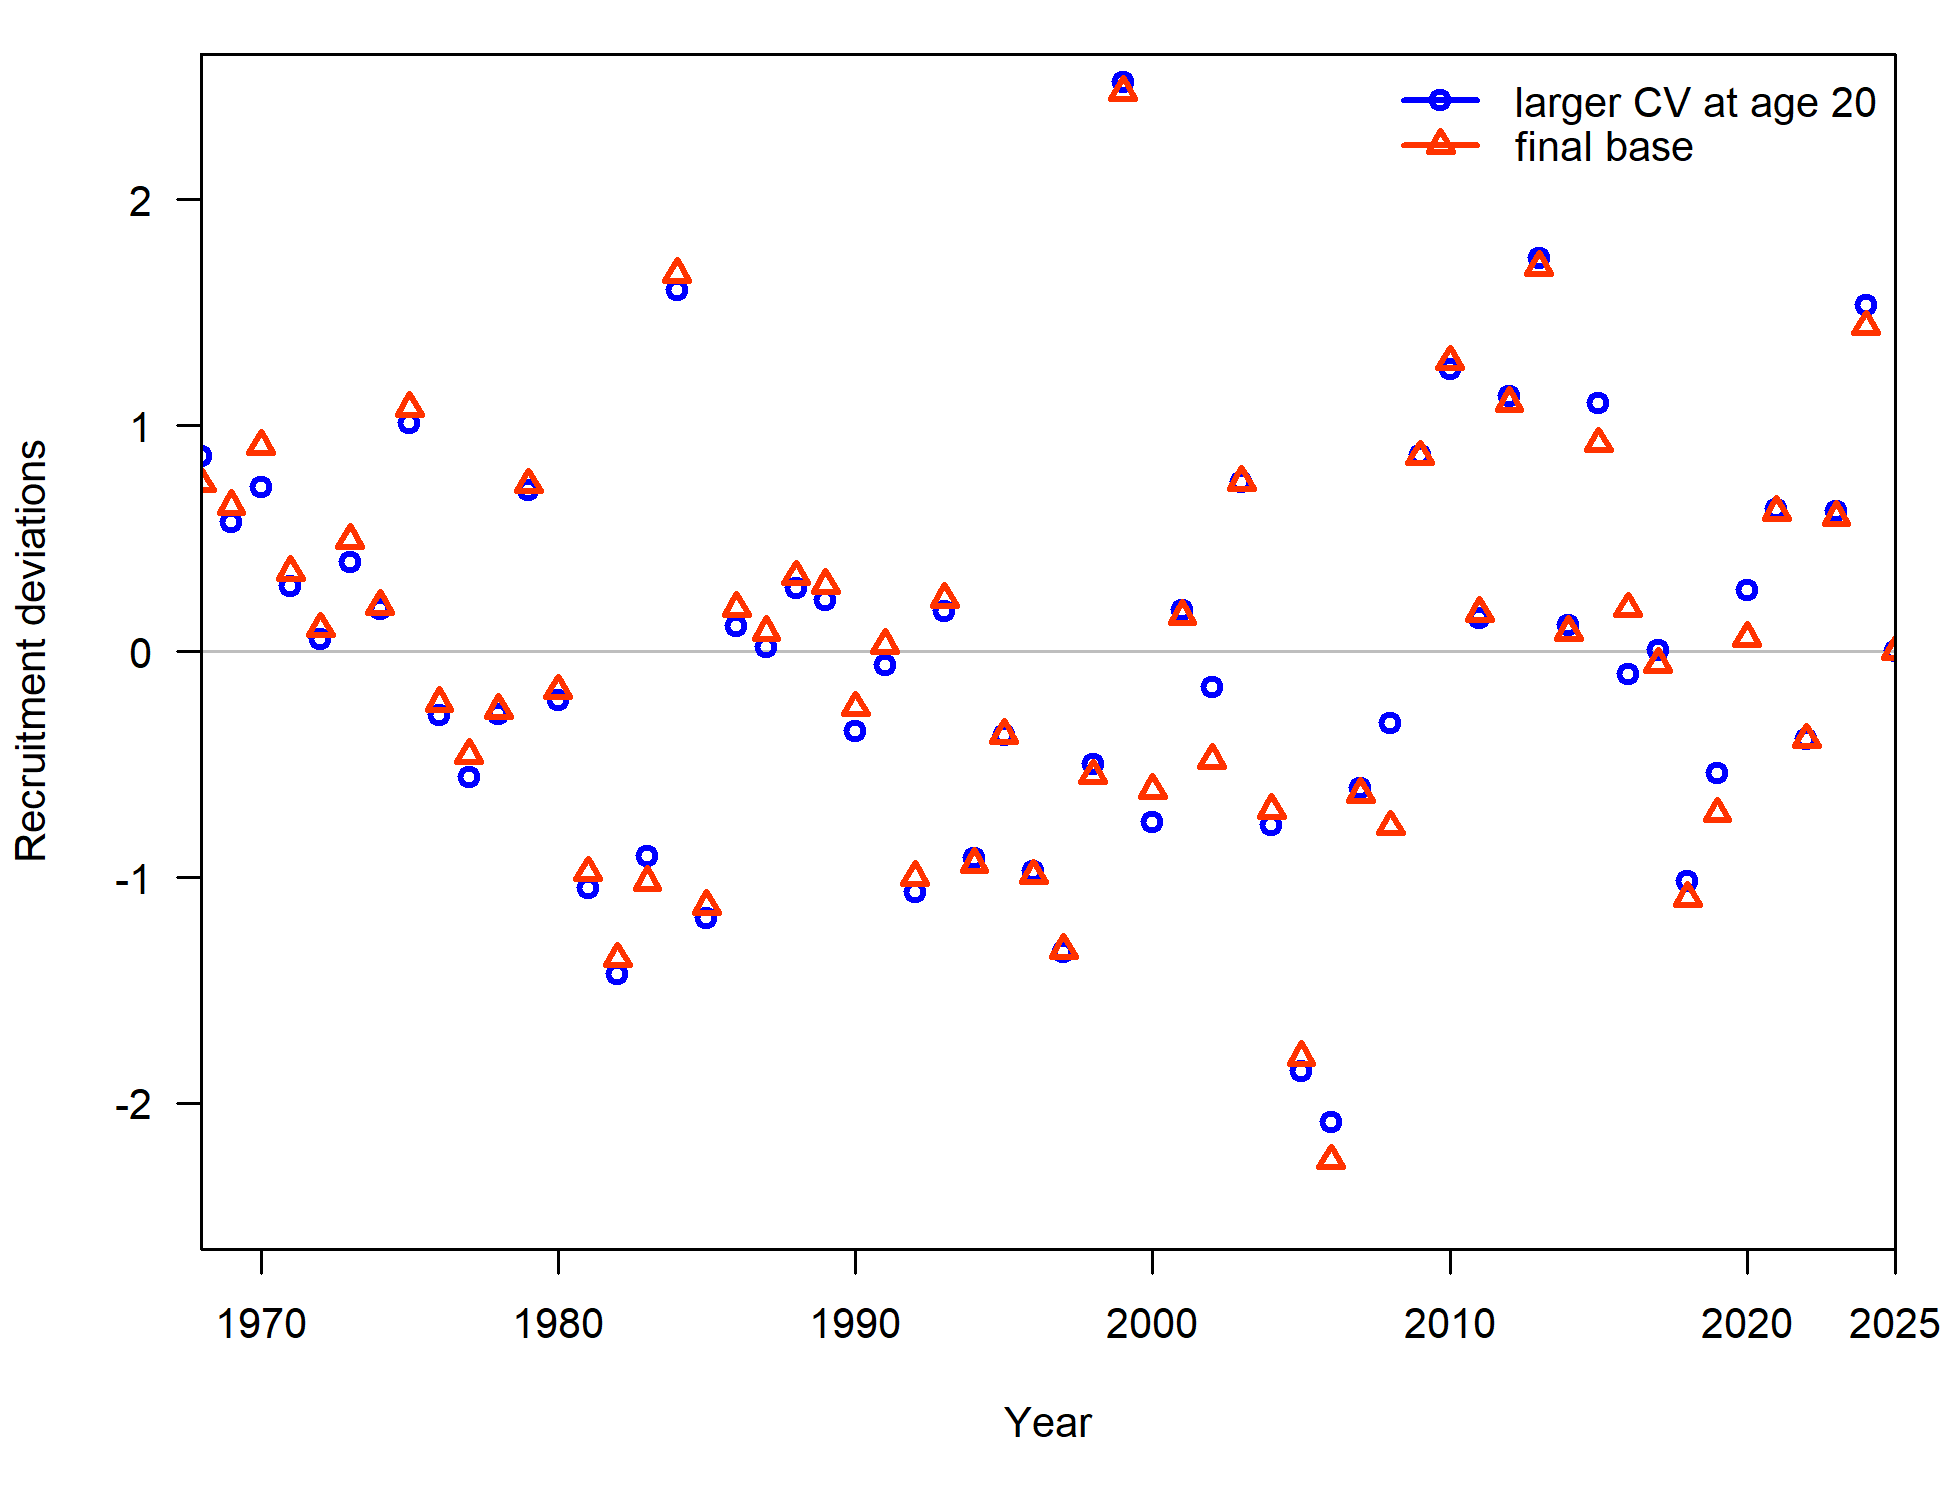 larger CV at age 20
final base
2
1
0
-1
-2
Recruitment deviations
1970 1980 1990 2000 2010 2020 2025
Year